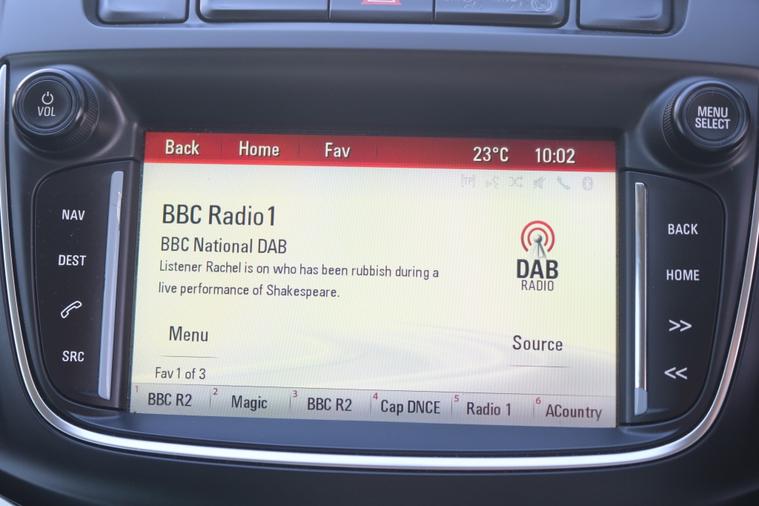 VOL
MENU
SELECT
Back Home Fav 23°C 10:02
NAV
DEST
SRC
BACK
HOME
>>
<<
BBC Radio1
BBC National DAB
Listener Rachel is on who has been rubbish during a
live performance of Shakespeare.
DAB
RADIO
Menu
Source
Fav 1 of 3
1 BBC R2 2 Magic 3 BBC R2 4 Cap DNCE 5 Radio 1 6 ACountry